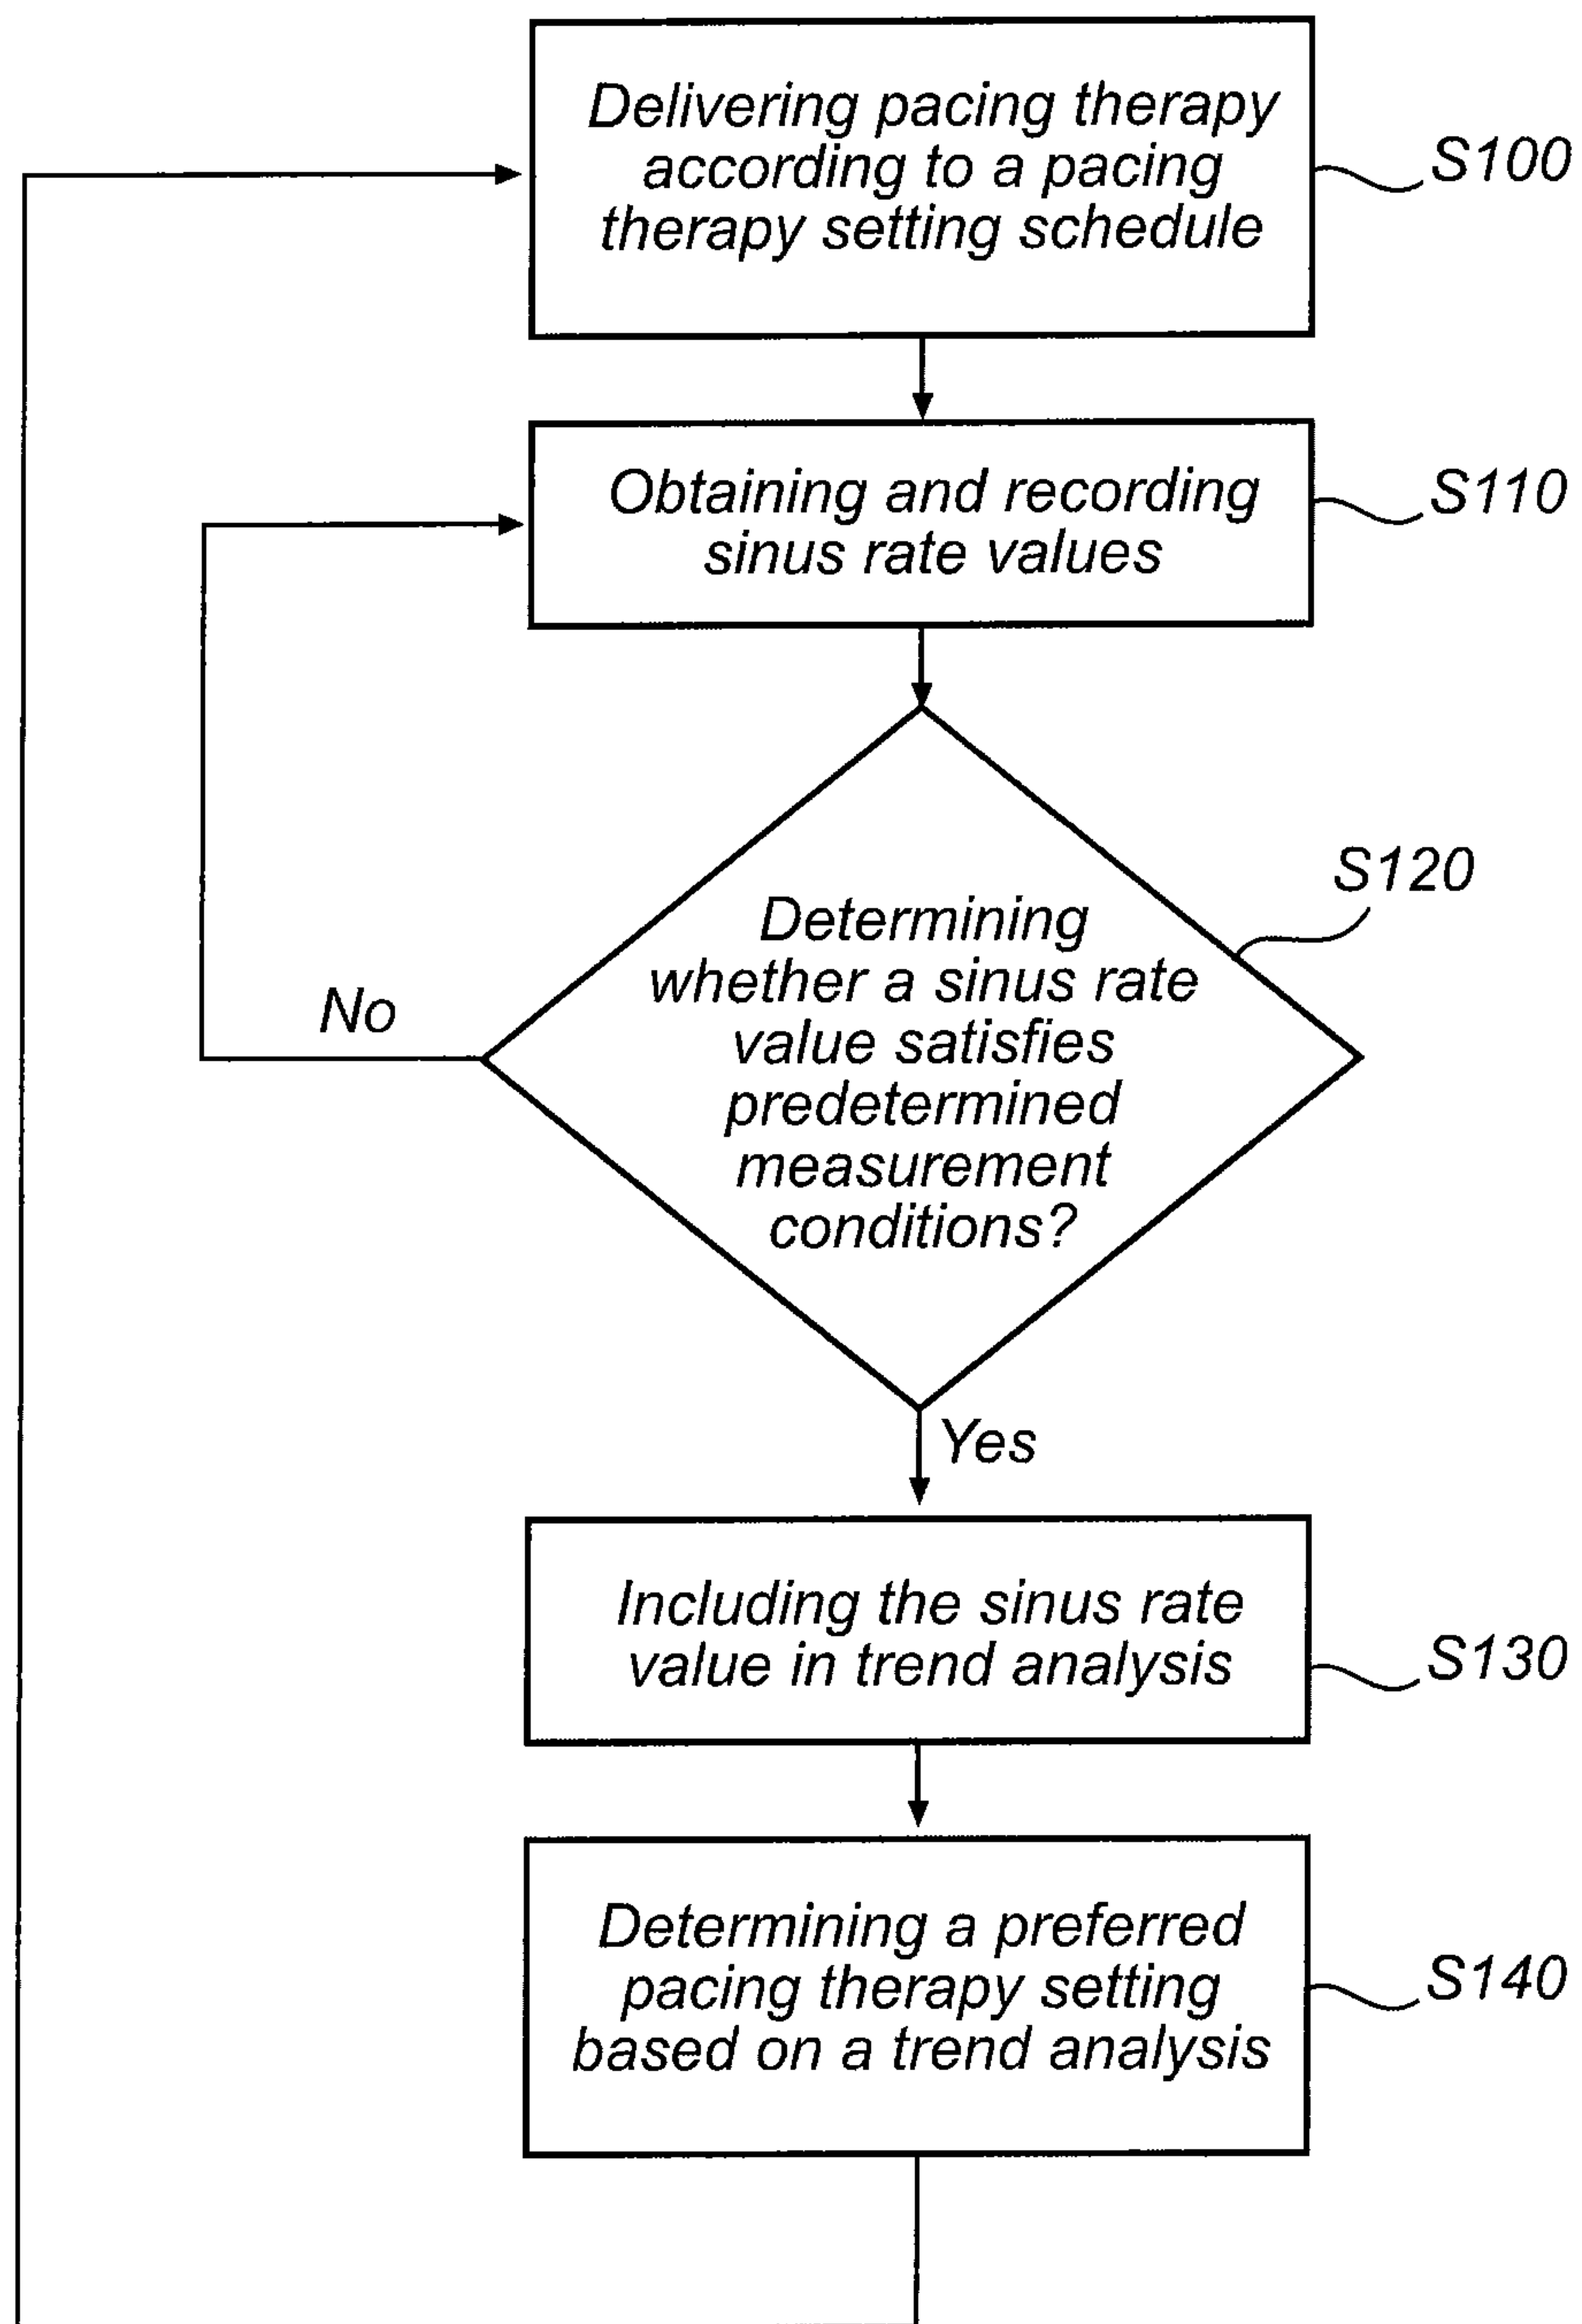 Delivering pacing therapy
according to a pacing
therapy setting schedule
S100
Obtaining and recording
sinus rate values
S110
S120
Determining
whether a sinus rate
value satisfies
predetermined
measurement
conditions?
No
Yes
Including the sinus rate
value in trend analysis
S130
Determining a preferred
pacing therapy setting
based on a trend analysis
S140